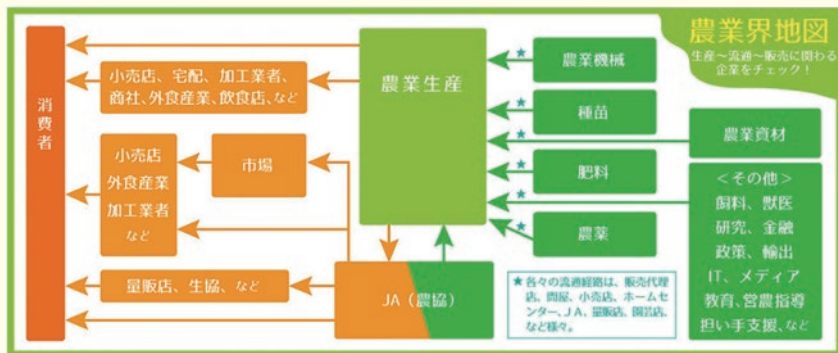 農業界地図
生産~流通~販売に関わる
企業をチェック!
消費者
小売店、宅配、加工業者、
商社、外食産業、飲食店、など
小売店
外食産業
加工業者
など
市場
量販店、生協、など
農業生産
JA(農協)
★
農業機械
★
種苗
★
農業資材
★
肥料
★
農薬
★
<その他>
飼料、獣医
研究、金融
政策、輸出
IT、メディア
教育、営農指導
担い手支援、など
★各々の流通経路は、販売代理
店、問屋、小売店、ホームセ
ンター、JA、量販店、園芸店、
など様々。